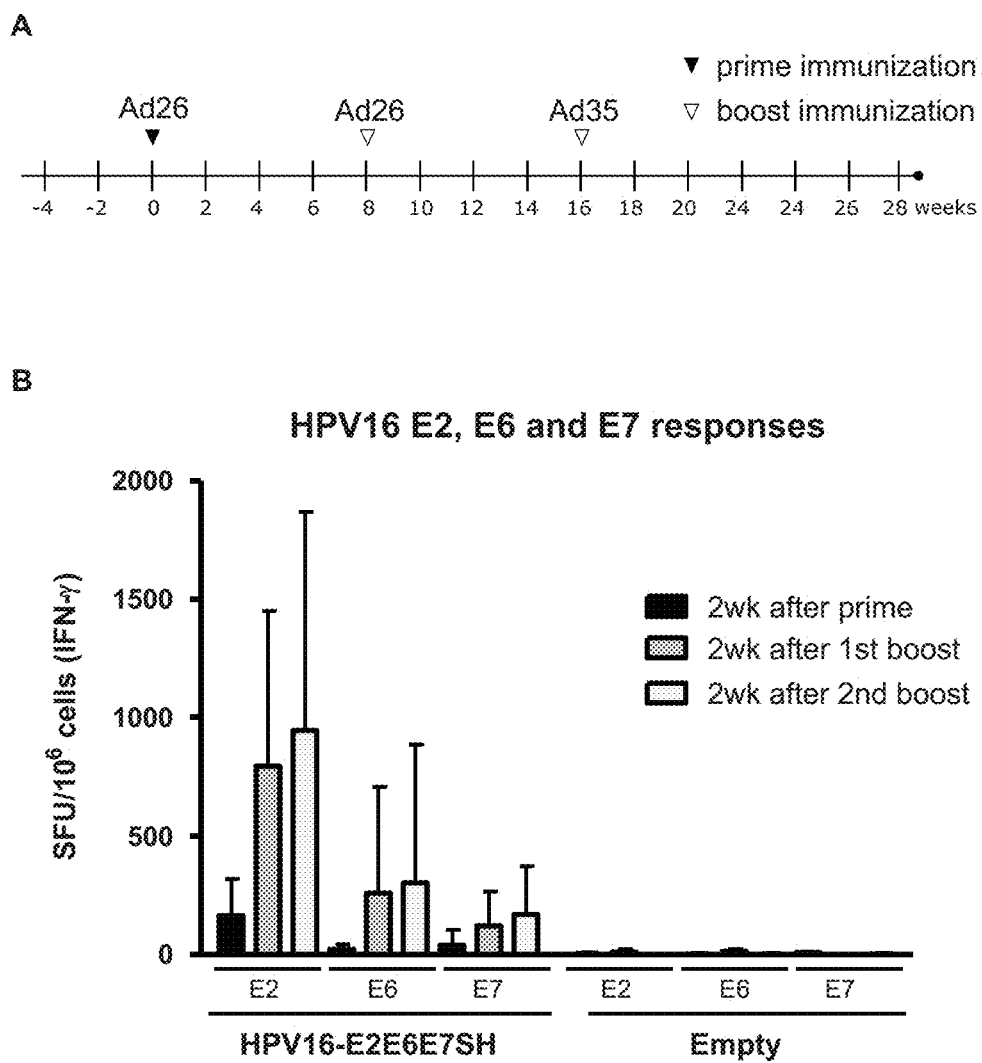 A
▼ prime immunization
Ad26 Ad26 Ad35 ▽ boost immunization
-4 -2 0 2 4 6 8 10 12 14 16 18 20 24 24 26 28 weeks
B
HPV16 E2, E6 and E7 responses
2000
1500
1000
500
0
SFU/10⁶ cells (IFN-γ)
2wk after prime
2wk after 1st boost
2wk after 2nd boost
E2 E6 E7 E2 E6 E7
HPV16-E2E6E7SH Empty